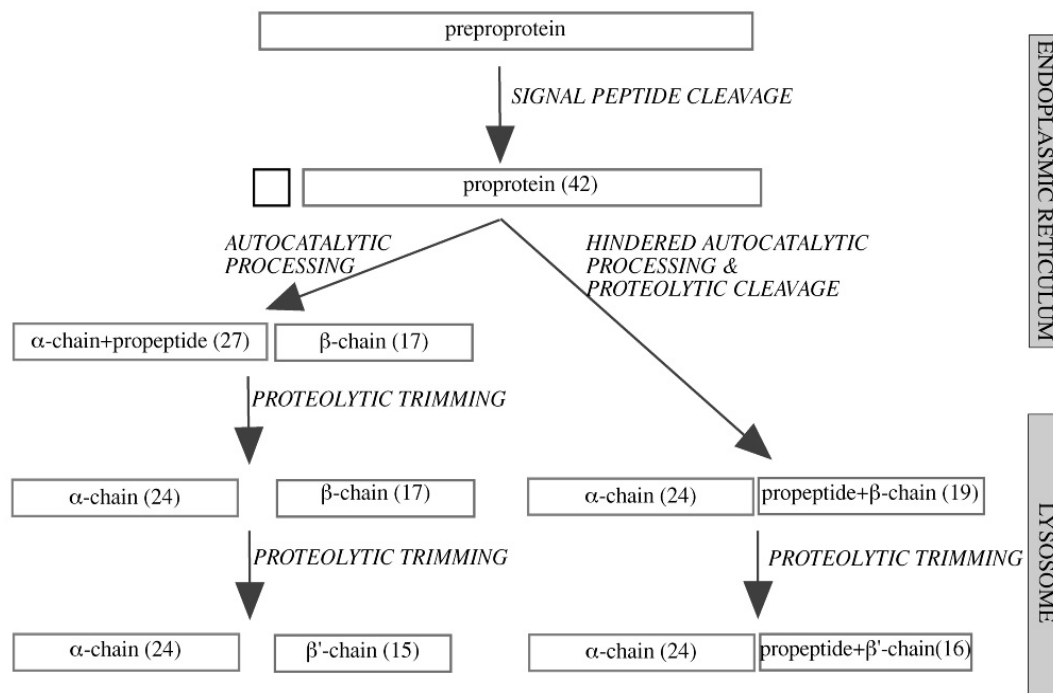 preproprotein
SIGNAL PEPTIDE CLEAVAGE
proprotein (42)
AUTOCATALYTIC
PROCESSING
HINDERED AUTOCATALYTIC
PROCESSING &
PROTEOLYTIC CLEAVAGE
α-chain+propeptide (27)
β-chain (17)
PROTEOLYTIC TRIMMING
α-chain (24)
β-chain (17)
α-chain (24)
propeptide+β-chain (19)
PROTEOLYTIC TRIMMING
PROTEOLYTIC TRIMMING
α-chain (24)
β'-chain (15)
α-chain (24)
propeptide+β'-chain(16)
ENDOPLASMIC RETICULUM
LYSOSOME